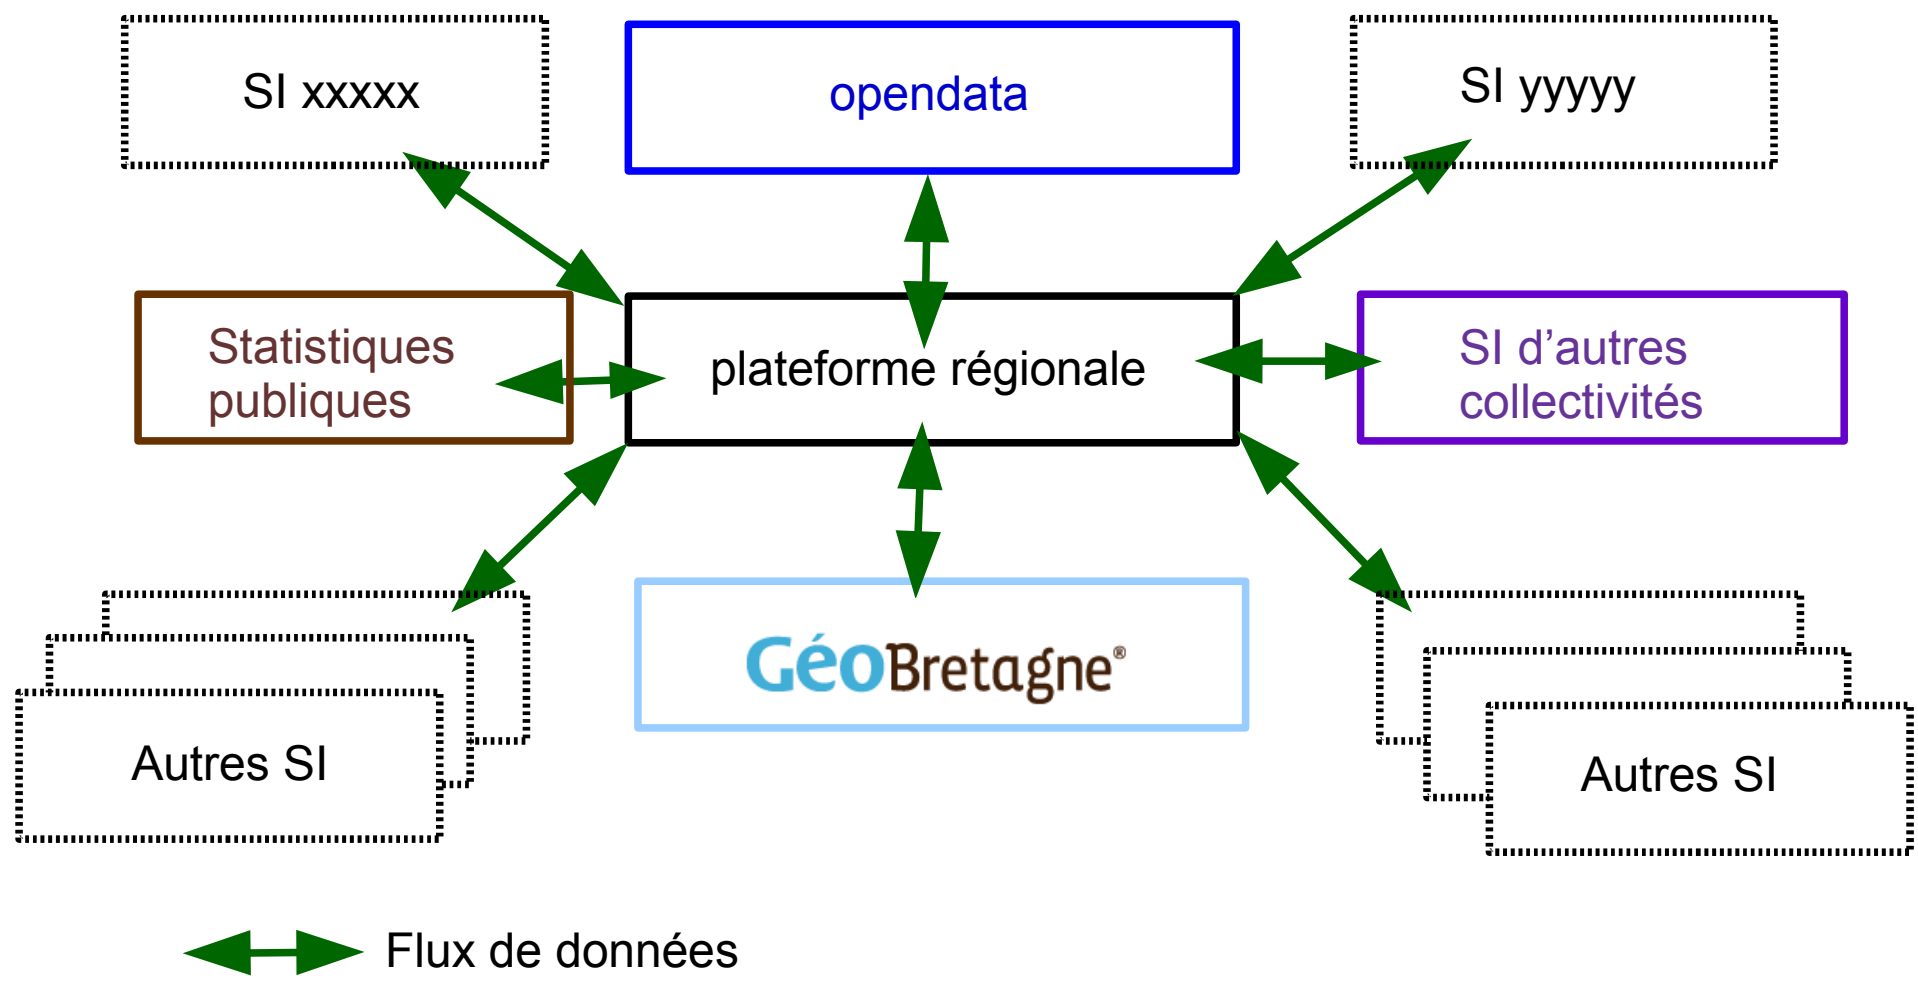 SI xxxxx
opendata
SI yyyyy
Statistiques
publiques
plateforme régionale
SI d’autres
collectivités
GéoBretagne®
Autres SI
Autres SI
Flux de données